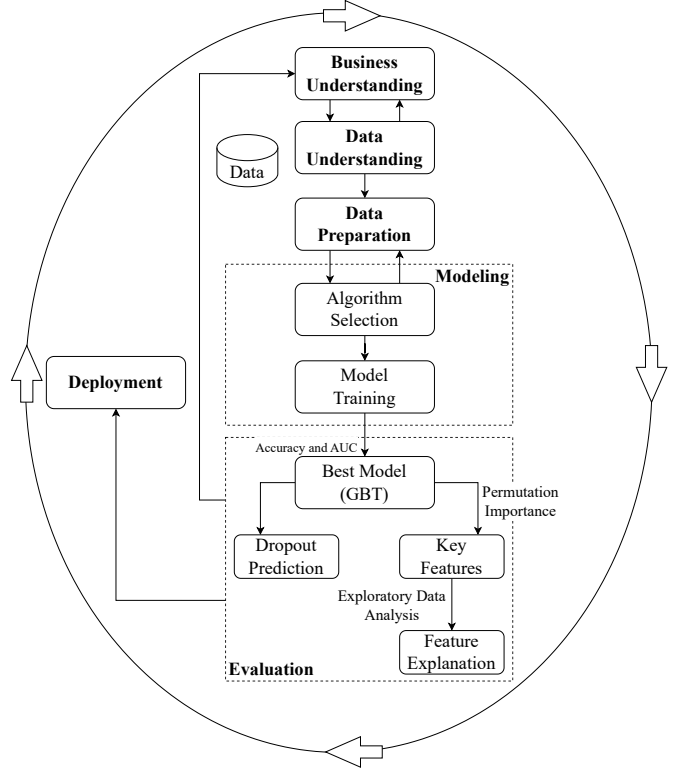 Business
Understanding
Data
Understanding
Data
Data
Preparation
Modeling
Algorithm
Selection
Deployment
Model
Training
Accuracy and AUC
Best Model
(GBT)
Permutation
Importance
Dropout
Prediction
Key
Features
Exploratory Data
Analysis
Feature
Explanation
Evaluation